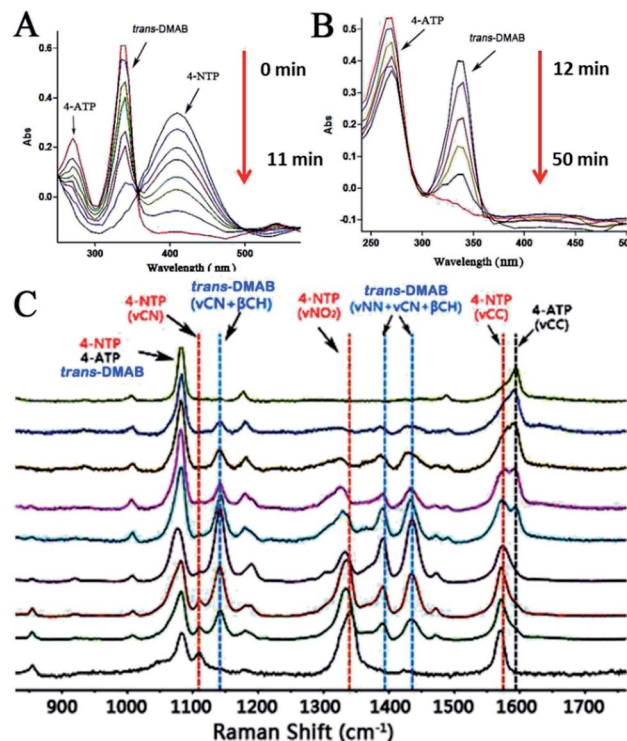 A
trans-DMAB
4-ATP
4-NTP
0 min
11 min
Abs
0.6
0.4
0.2
0.0
300
400
500
Wavelength (nm)
B
4-ATP
trans-DMAB
12 min
50 min
Abs
0.5
0.4
0.3
0.2
0.1
0.0
-0.1
250
300
350
400
450
500
Wavelength (nm)
C
4-NTP
4-ATP
trans-DMAB
4-NTP
(νCN)
trans-DMAB
(νCN+βCH)
4-NTP
(νNO₂)
trans-DMAB
(νNN+νCN+βCH)
4-NTP
(νCC)
4-ATP
(νCC)
900
1000
1100
1200
1300
1400
1500
1600
1700
Raman Shift (cm⁻¹)